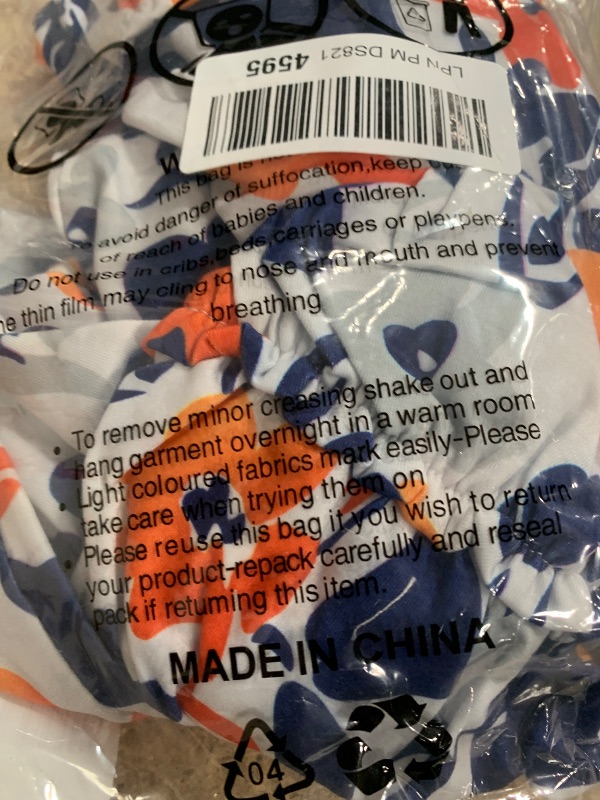 LPN PM DS821 4595
This bag is
avoid danger of suffocation,keep
of reach of babies and children.
Do not use in cribs,beds,carriages or playpens.
thin film may cling to nose and mouth and prevent
breathing
• To remove minor creasing shake out and
hang garment overnight in a warm room
• Light coloured fabrics mark easily-Please
take care when trying them on
• Please reuse this bag if you wish to return
your product-repack carefully and reseal
pack if returning this item.
MADE IN CHINA
04